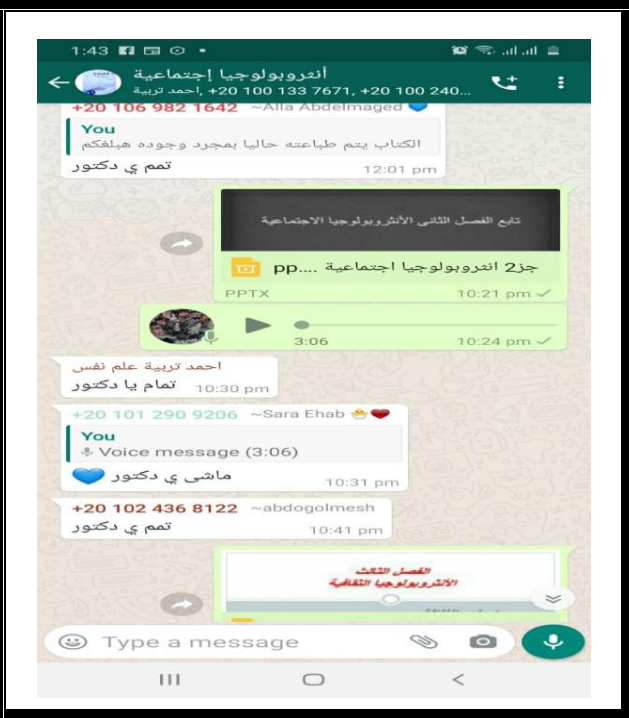 1:43
أنثروبولوجيا إجتماعية
احمد تربية, +20 100 133 7671, +20 100 240...
+20 106 982 1642 ~Alla Abdelmaged 💙
You
الكتاب يتم طباعته حاليا بمجرد وجوده هبلغكم
تمم ي دكتور
12:01 pm
تابع الفصل الثانى الأنثروبولوجيا الاجتماعية
جز2 انثروبولوجيا اجتماعية ....pp
PPTX 10:21 pm
3:06 10:24 pm
احمد تربية علم نفس
تمام يا دكتور 10:30 pm
+20 101 290 9206 ~Sara Ehab 🐣❤
You
Voice message (3:06)
ماشى ي دكتور 💙
10:31 pm
+20 102 436 8122 ~abdogolmesh
تمم ي دكتور
10:41 pm
الفصل الثالث
الأنثروبولوجيا الثقافية
Type a message